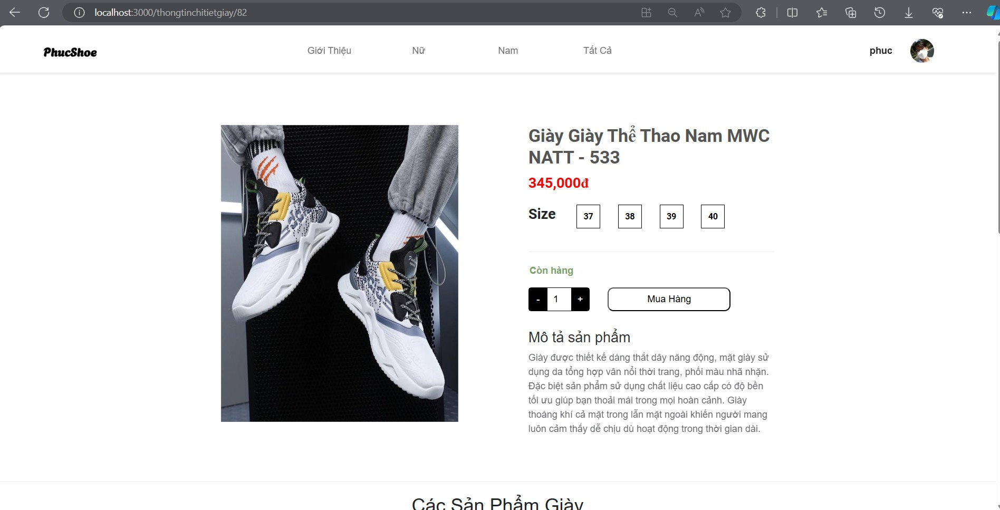 localhost:3000/thongtinchitietgiay/82
PhucShoe
Giới Thiệu
Nữ
Nam
Tất Cả
phuc
Giày Giày Thể Thao Nam MWC
NATT - 533
345,000đ
Size
37
38
39
40
Còn hàng
-
1
+
Mua Hàng
Mô tả sản phẩm
Giày được thiết kế dáng thắt dây năng động, mặt giày sử
dụng da tổng hợp vân nổi thời trang, phối màu nhã nhặn.
Đặc biệt sản phẩm sử dụng chất liệu cao cấp có độ bền
tối ưu giúp bạn thoải mái trong mọi hoàn cảnh. Giày
thoáng khí cả mặt trong lẫn mặt ngoài khiến người mang
luôn cảm thấy dễ chịu dù hoạt động trong thời gian dài.
Các Sản Phẩm Giày